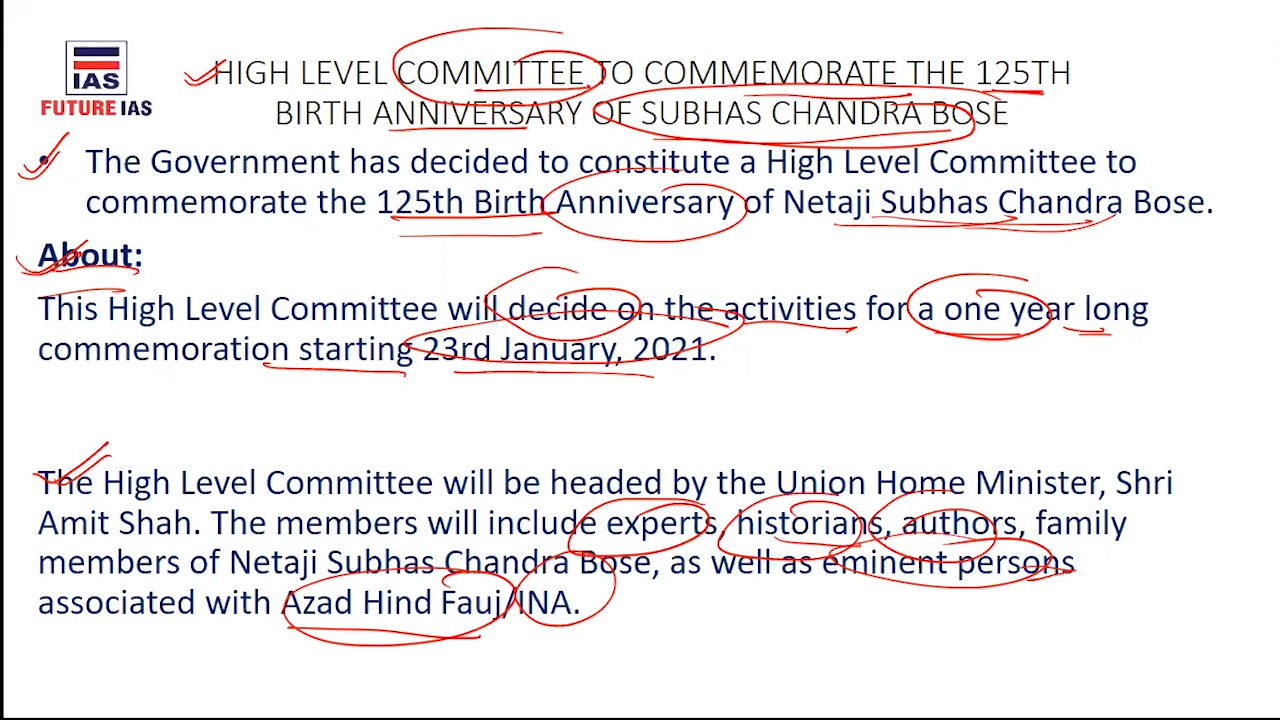 IAS
FUTURE IAS
HIGH LEVEL COMMITTEE TO COMMEMORATE THE 125TH
BIRTH ANNIVERSARY OF SUBHAS CHANDRA BOSE
• The Government has decided to constitute a High Level Committee to
commemorate the 125th Birth Anniversary of Netaji Subhas Chandra Bose.
About:
This High Level Committee will decide on the activities for a one year long
commemoration starting 23rd January, 2021.
The High Level Committee will be headed by the Union Home Minister, Shri
Amit Shah. The members will include experts, historians, authors, family
members of Netaji Subhas Chandra Bose, as well as eminent persons
associated with Azad Hind Fauj/INA.